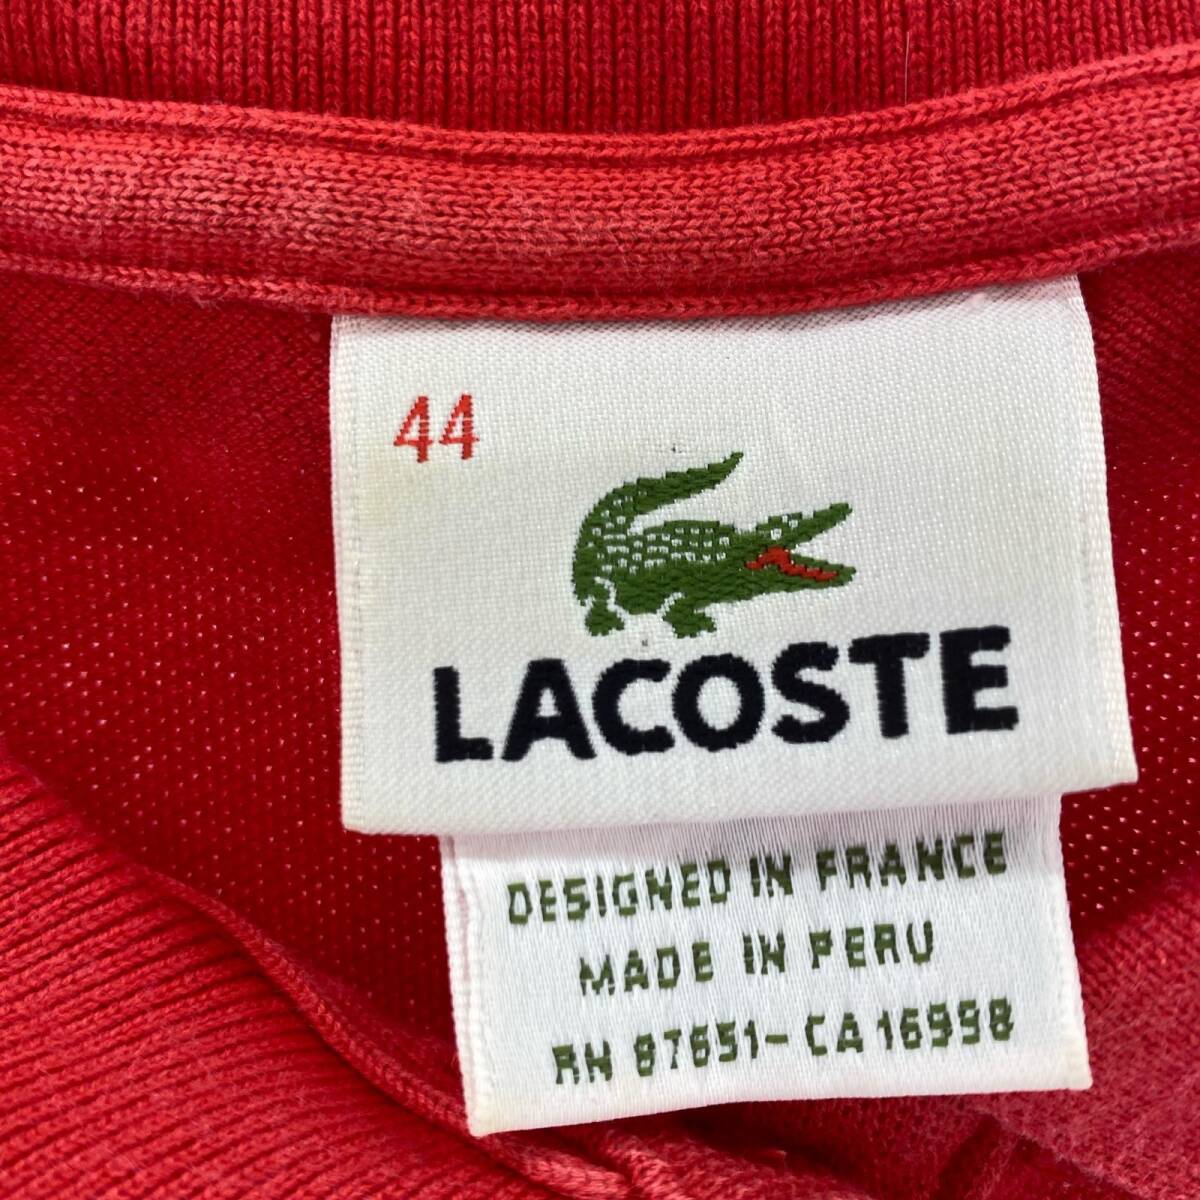 44
LACOSTE
DESIGNED IN FRANCE
MADE IN PERU
RN 87651-CA 16998